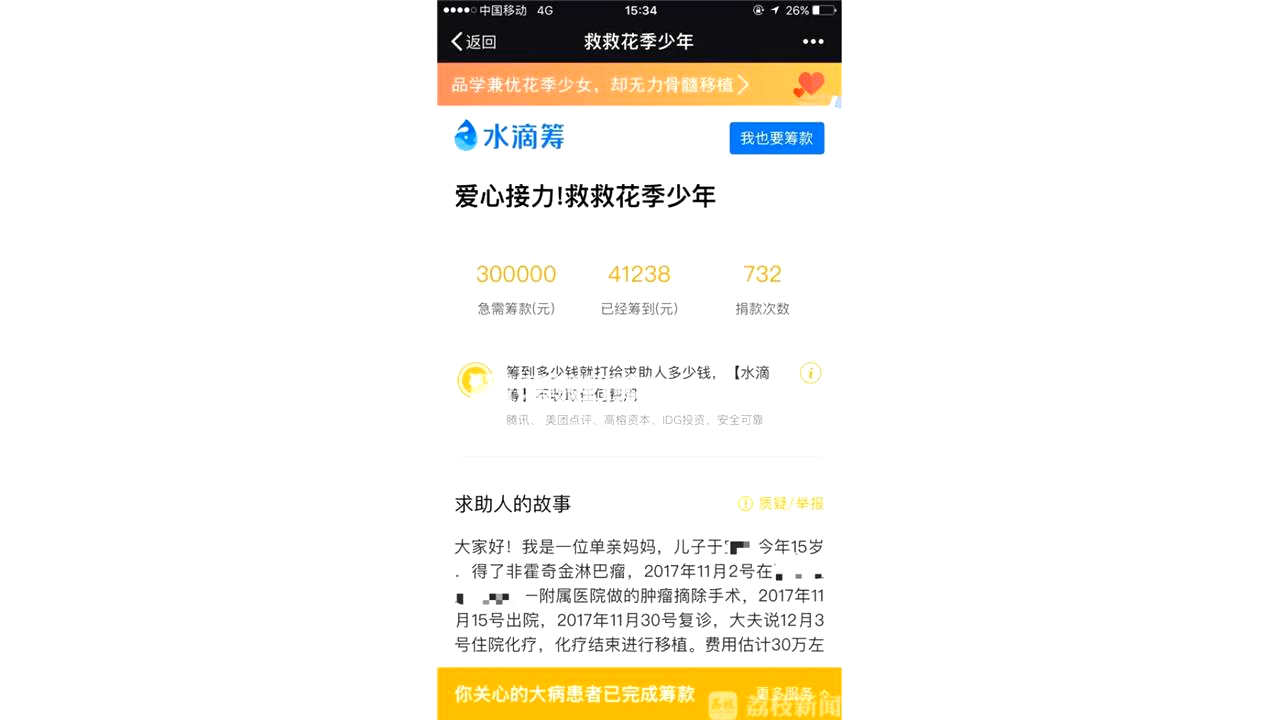 中国移动 4G 15:34 26%
返回 救救花季少年
品学兼优花季少女，却无力骨髓移植
水滴筹 我也要筹款
爱心接力!救救花季少年
300000 41238 732
急需筹款(元) 已经筹到(元) 捐款次数
筹到多少钱就打给求助人多少钱，【水滴
筹】不收取任何费用
腾讯、 美团点评、高榕资本、IDG投资，安全可靠
求助人的故事 质疑/举报
大家好！我是一位单亲妈妈，儿子于 今年15岁
．得了非霍奇金淋巴瘤，2017年11月2号在
一附属医院做的肿瘤摘除手术，2017年11
月15号出院，2017年11月30号复诊，大夫说12月3
号住院化疗，化疗结束进行移植。费用估计30万左
你关心的大病患者已完成筹款 更多服务
荔枝新闻